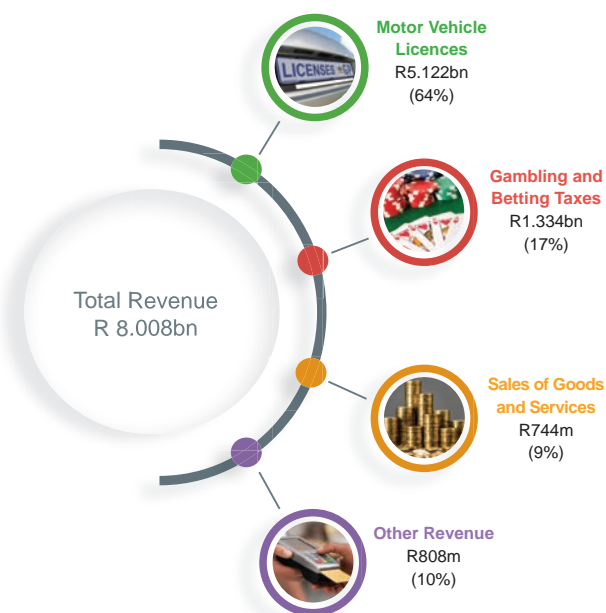 Motor Vehicle
Licences
R5.122bn
(64%)
LICENSES
Gambling and
Betting Taxes
R1.334bn
(17%)
Total Revenue
R 8.008bn
Sales of Goods
and Services
R744m
(9%)
Other Revenue
R808m
(10%)